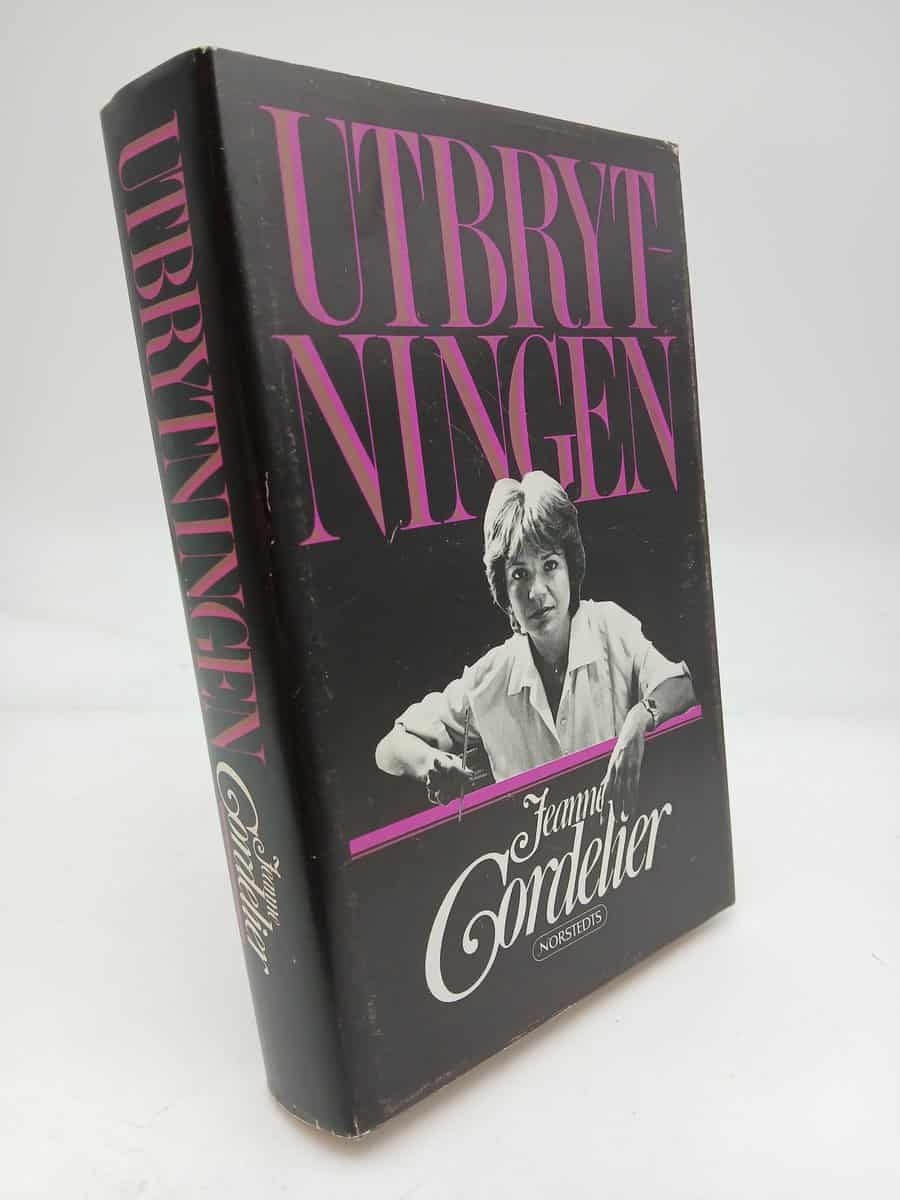 UTBRYTNINGEN
Jeanne
Cordelier
UTBRYT-
NINGEN
Jeanne
Cordelier
NORSTEDTS